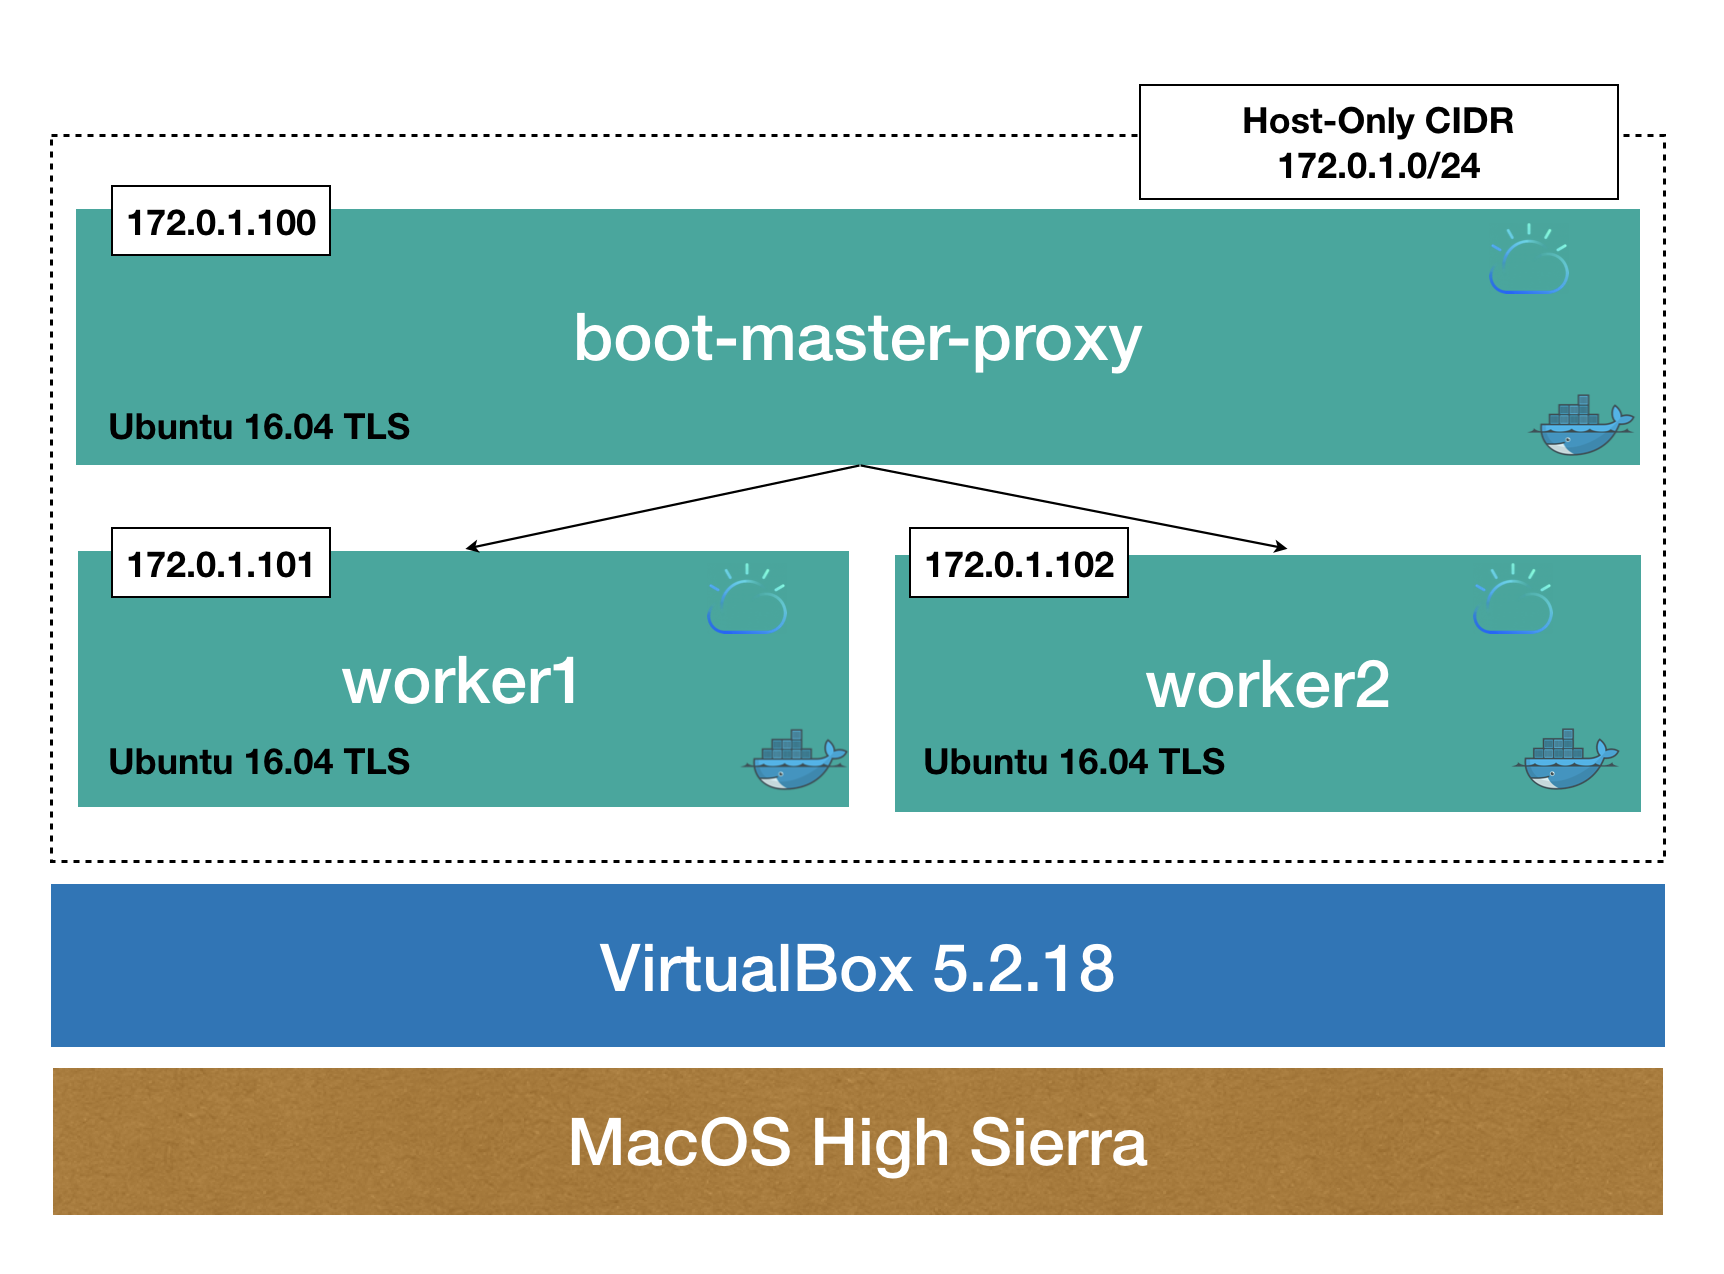 Host-Only CIDR
172.0.1.0/24
172.0.1.100
boot-master-proxy
Ubuntu 16.04 TLS
172.0.1.101
worker1
Ubuntu 16.04 TLS
172.0.1.102
worker2
Ubuntu 16.04 TLS
VirtualBox 5.2.18
MacOS High Sierra